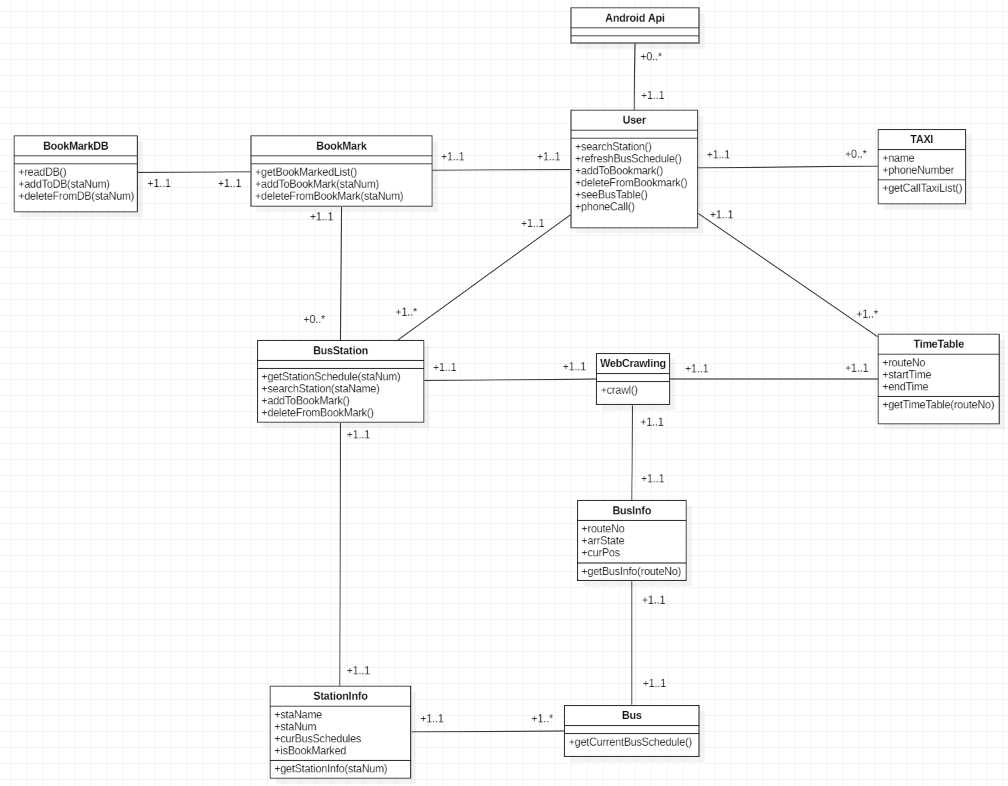 Android Api
+0..*
+1..1
User
+searchStation()
+refreshBusSchedule()
+addToBookmark()
+deleteFromBookmark()
+seeBusTable()
+phoneCall()
BookMarkDB
+readDB()
+addToDB(staNum)
+deleteFromDB(staNum)
+1..1
+1..1
BookMark
+getBookMarkedList()
+addToBookMark(staNum)
+deleteFromBookMark(staNum)
+1..1
+1..1
+1..1
+0..*
TAXI
+name
+phoneNumber
+getCallTaxiList()
+1..1
+1..1
+1..1
+0..*
+1..*
+1..*
BusStation
+getStationSchedule(staNum)
+searchStation(staName)
+addToBookMark()
+deleteFromBookMark()
+1..1
+1..1
WebCrawling
+crawl()
+1..1
+1..1
TimeTable
+routeNo
+startTime
+endTime
+getTimeTable(routeNo)
+1..1
+1..1
+1..1
BusInfo
+routeNo
+arrState
+curPos
+getBusInfo(routeNo)
+1..1
+1..1
+1..1
StationInfo
+staName
+staNum
+curBusSchedules
+isBookMarked
+getStationInfo(staNum)
+1..1
+1..*
Bus
+getCurrentBusSchedule()